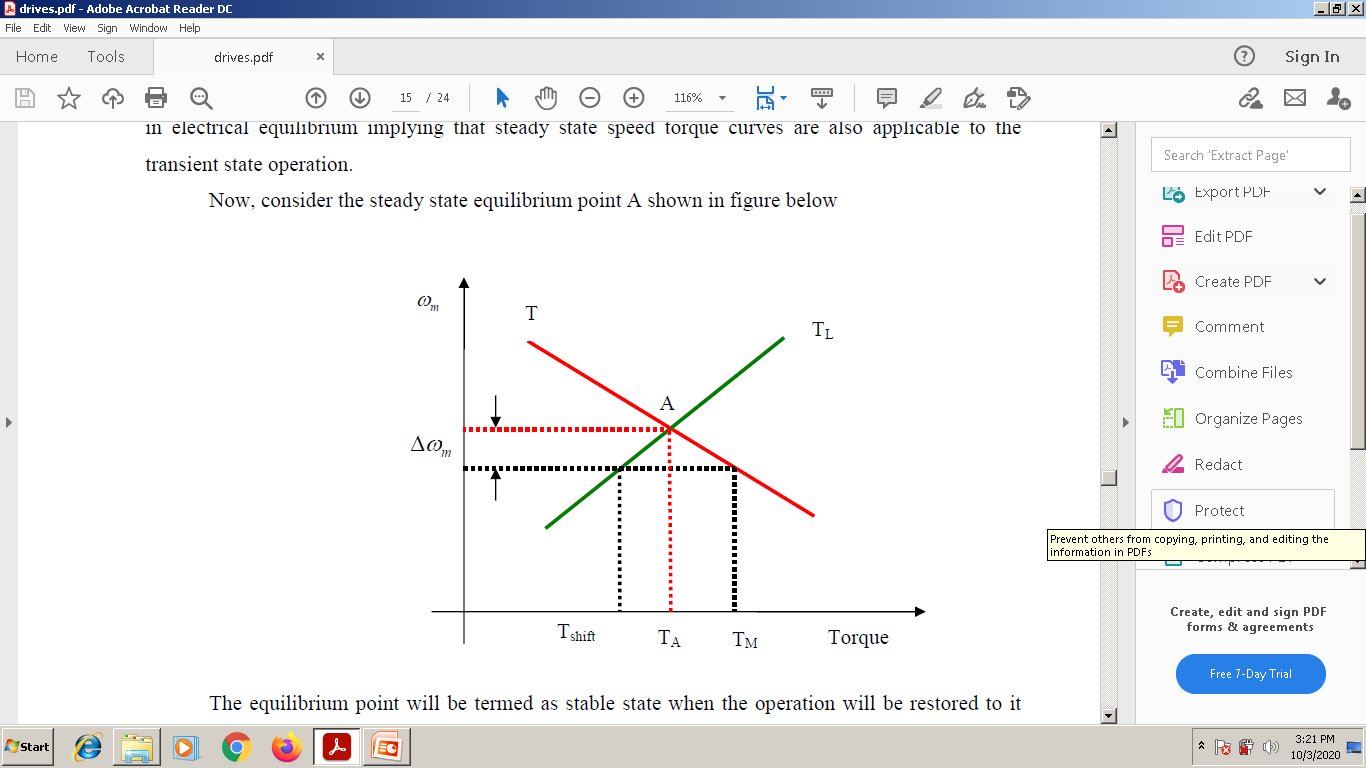 drives.pdf - Adobe Acrobat Reader DC
File Edit View Sign Window Help
Home Tools drives.pdf × Sign In
15 / 24 116%
in electrical equilibrium implying that steady state speed torque curves are also applicable to the
transient state operation.
Now, consider the steady state equilibrium point A shown in figure below
ωm
T
TL
A
Δωm
Tshift TA TM Torque
The equilibrium point will be termed as stable state when the operation will be restored to it
Search 'Extract Page'
Export PDF
Edit PDF
Create PDF
Comment
Combine Files
Organize Pages
Redact
Protect
Prevent others from copying, printing, and editing the
information in PDFs
Create, edit and sign PDF
forms & agreements
Free 7-Day Trial
Start
3:21 PM
10/3/2020